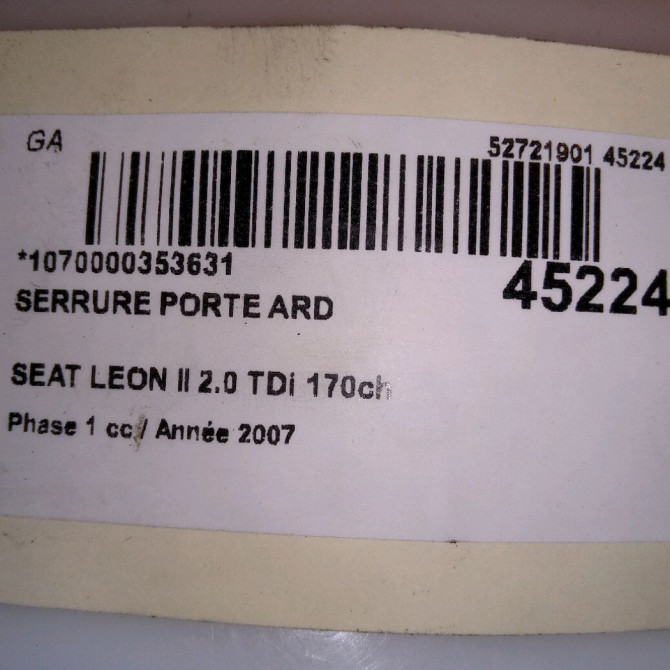 GA
52721901 45224
*1070000353631
45224
SERRURE PORTE ARD
SEAT LEON II 2.0 TDi 170ch
Phase 1 cc / Année 2007